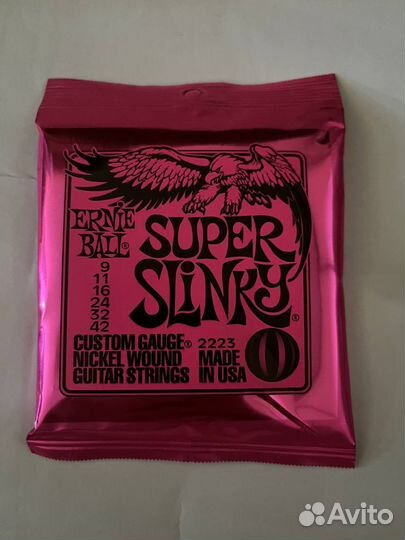 ERNIE
BALL®
SUPER
SLINKY®
9
11
16
24
32
42
CUSTOM GAUGE®
NICKEL WOUND
GUITAR STRINGS
2223
MADE
IN USA
Avito